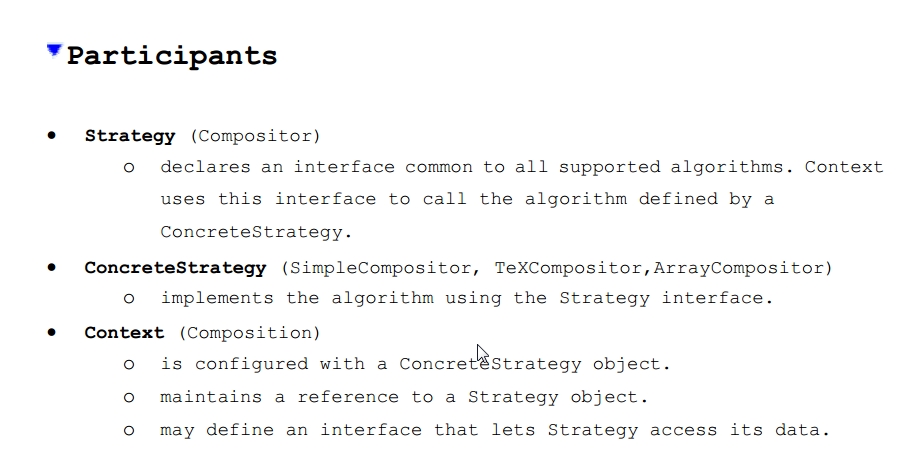 Participants
● Strategy (Compositor)
o declares an interface common to all supported algorithms. Context
uses this interface to call the algorithm defined by a
ConcreteStrategy.
● ConcreteStrategy (SimpleCompositor, TeXCompositor,ArrayCompositor)
o implements the algorithm using the Strategy interface.
● Context (Composition)
o is configured with a ConcreteStrategy object.
o maintains a reference to a Strategy object.
o may define an interface that lets Strategy access its data.